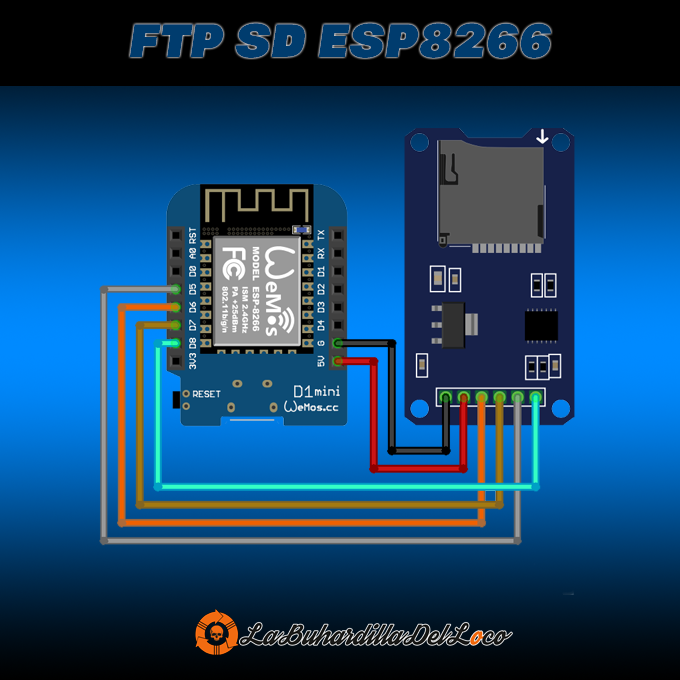 FTP SD ESP8266
RST
A0
D0
D5
D6
D7
D8
3V3
TX
RX
D1
D2
D3
D4
G
5V
WeMos
MODEL ESP-8266
ISM 2.4GHz
PA +25dBm
802.11b/g/n
FC
RESET
D1mini
WeMos.cc
LaBuhardillaDelLoco